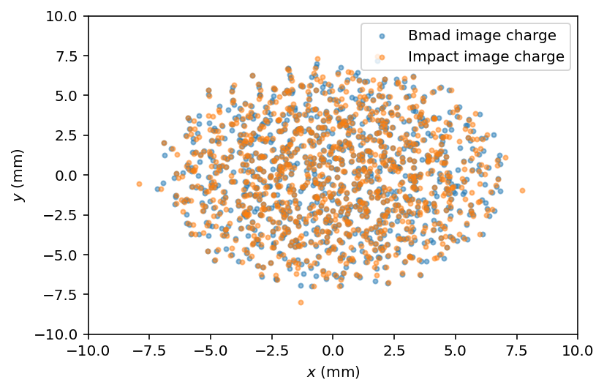 10.0
Bmad image charge
Impact image charge
7.5
5.0
2.5
0.0
−2.5
−5.0
−7.5
−10.0
y (mm)
−10.0 −7.5 −5.0 −2.5 0.0 2.5 5.0 7.5 10.0
x (mm)